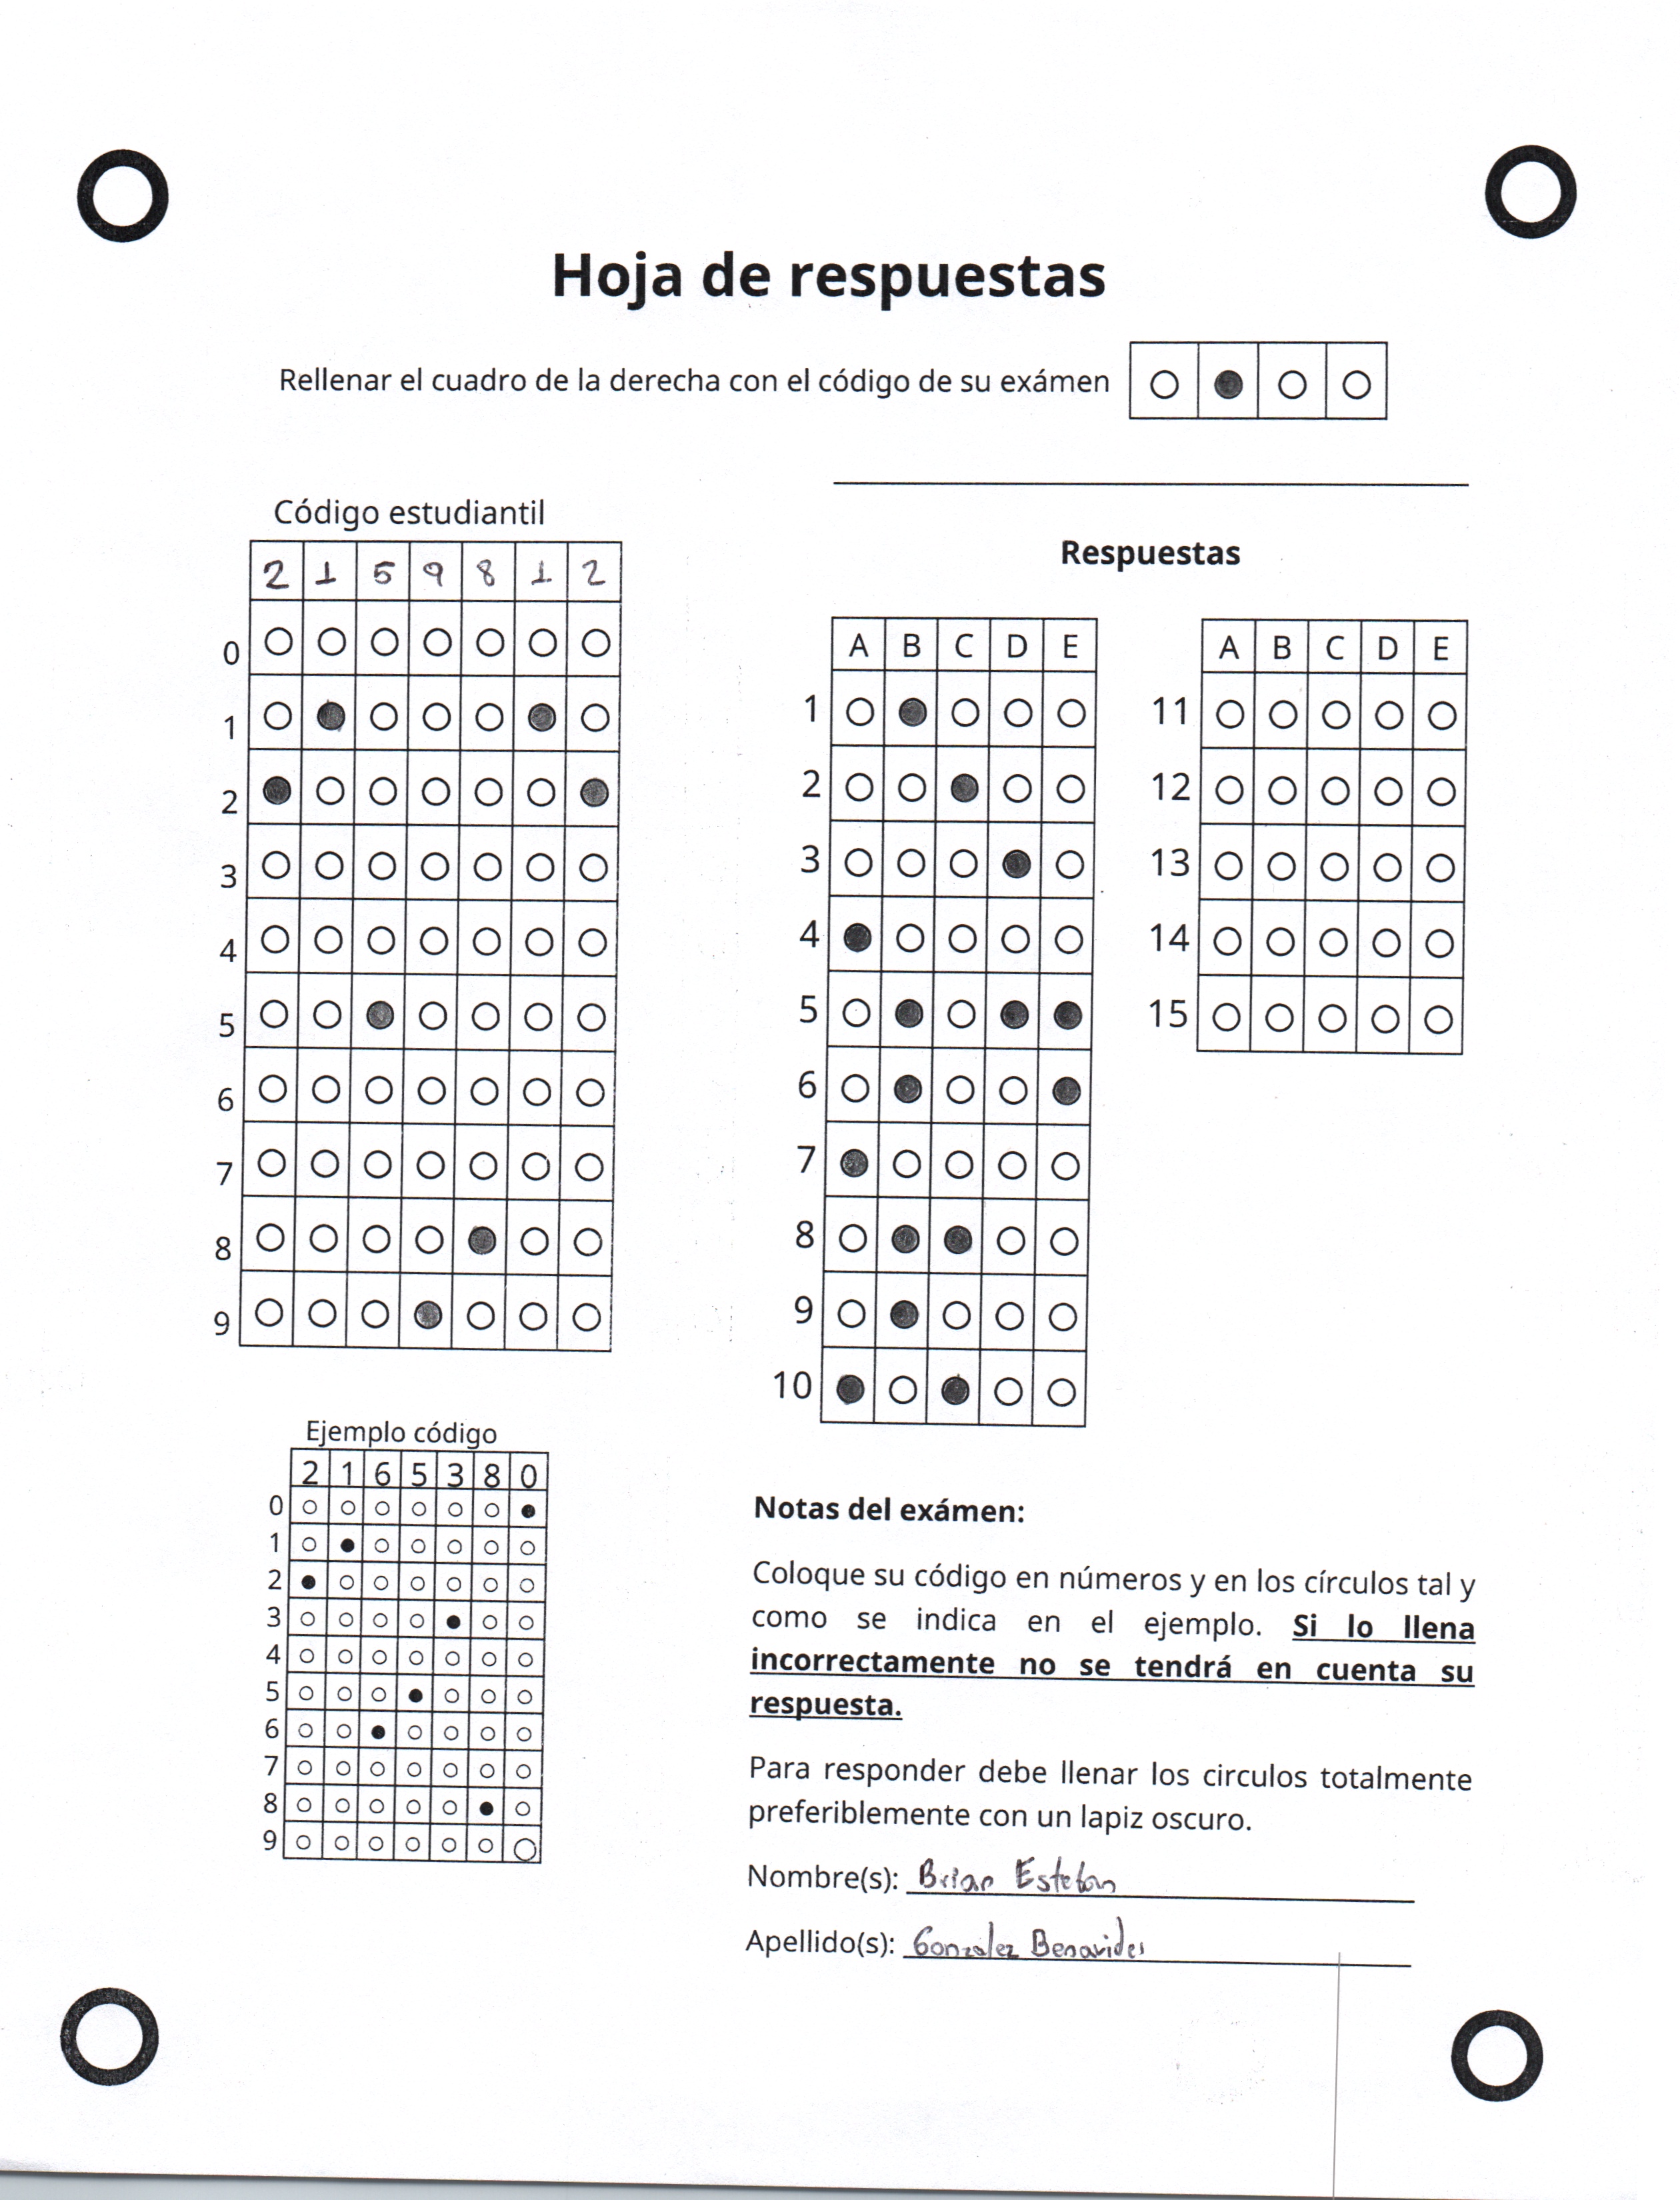 Hoja de respuestas
Rellenar el cuadro de la derecha con el código de su exámen
Código estudiantil
2 1 5 9 8 1 2
0
1
2
3
4
5
6
7
8
9
Respuestas
A B C D E
1
2
3
4
5
6
7
8
9
10
A B C D E
11
12
13
14
15
Ejemplo código
2 1 6 5 3 8 0
0
1
2
3
4
5
6
7
8
9
Notas del exámen:
Coloque su código en números y en los círculos tal y
como se indica en el ejemplo. Si lo llena
incorrectamente no se tendrá en cuenta su
respuesta.
Para responder debe llenar los circulos totalmente
preferiblemente con un lapiz oscuro.
Nombre(s): Brian Esteban
Apellido(s): Gonzalez Benavides